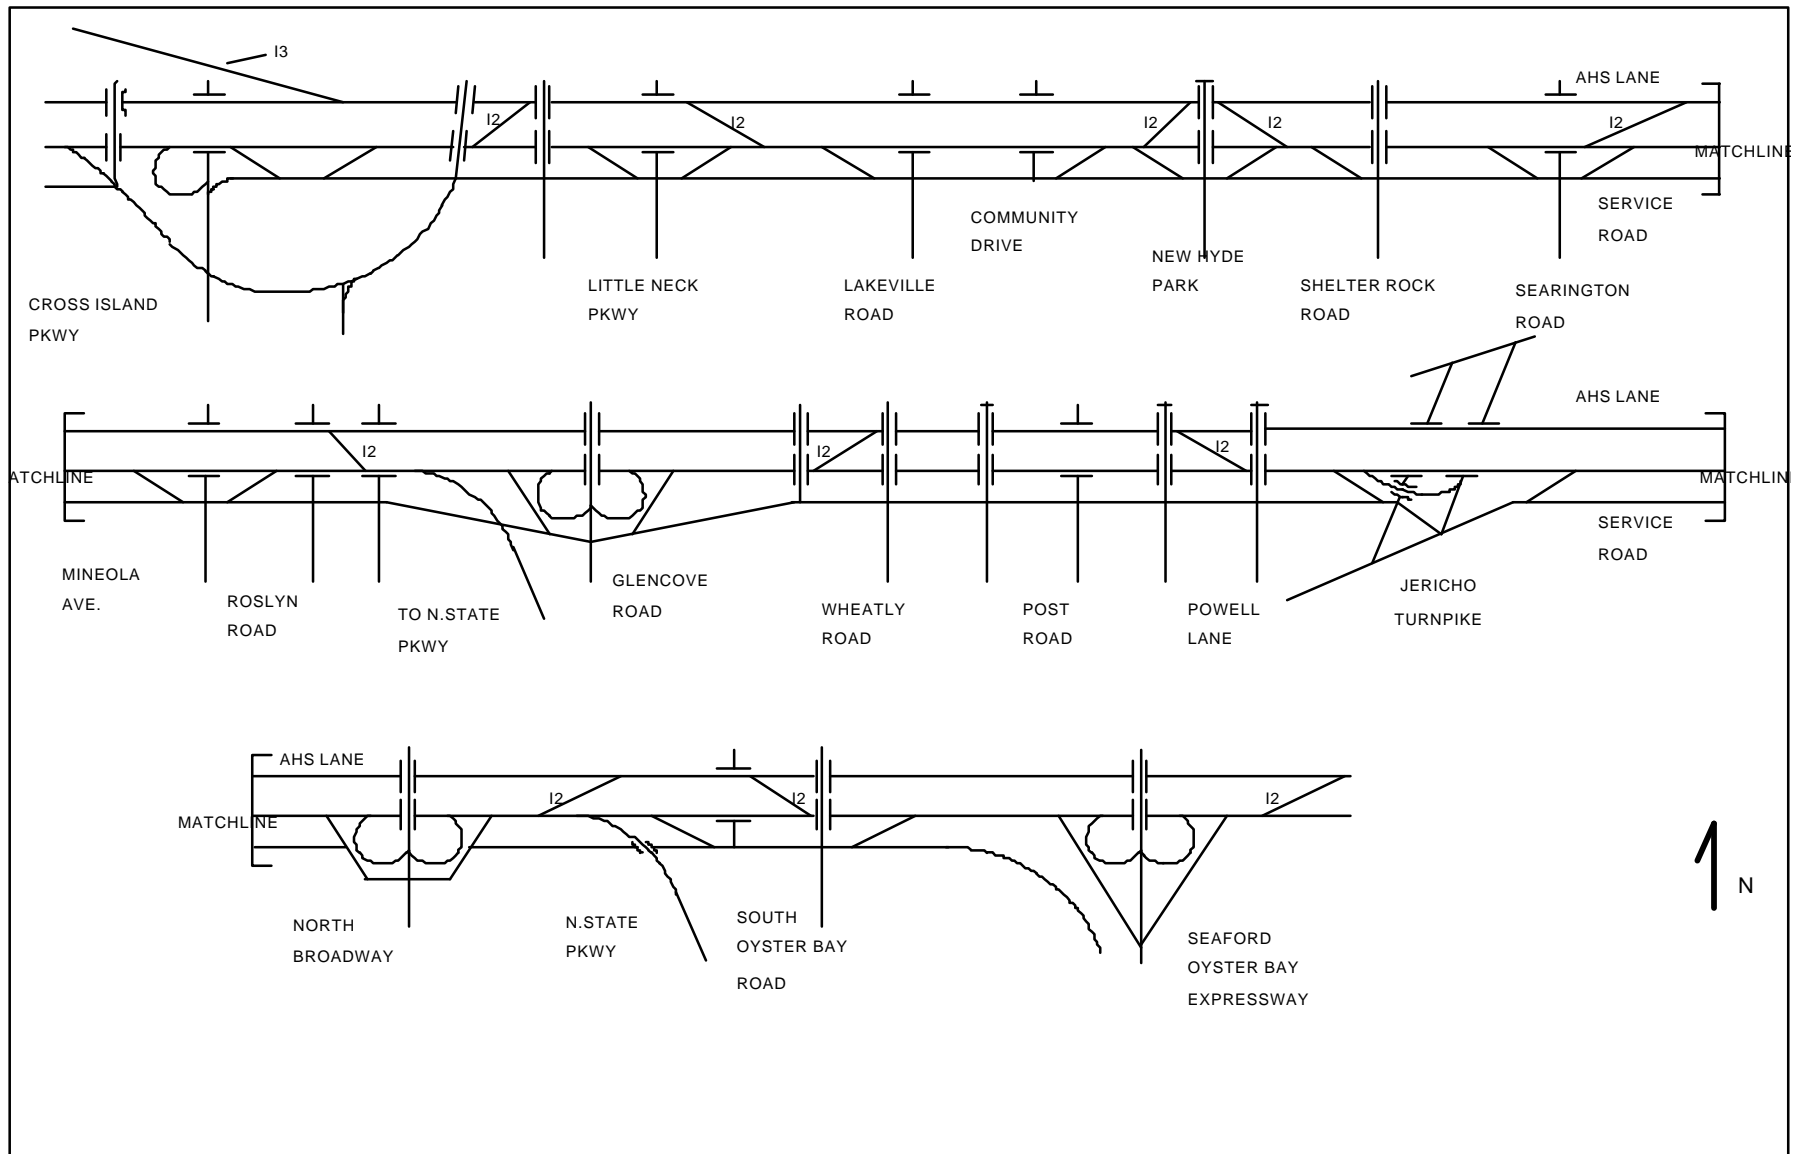 I3
AHS LANE
I2
I2
I2
I2
I2
MATCHLINE
SERVICE
ROAD
COMMUNITY
DRIVE
NEW HYDE
PARK
LITTLE NECK
PKWY
LAKEVILLE
ROAD
SHELTER ROCK
ROAD
SEARINGTON
ROAD
CROSS ISLAND
PKWY
AHS LANE
I2
I2
I2
ATCHLINE
MATCHLIN
SERVICE
ROAD
MINEOLA
AVE.
ROSLYN
ROAD
TO N.STATE
PKWY
GLENCOVE
ROAD
WHEATLY
ROAD
POST
ROAD
POWELL
LANE
JERICHO
TURNPIKE
AHS LANE
I2
I2
I2
MATCHLINE
N
NORTH
BROADWAY
N.STATE
PKWY
SOUTH
OYSTER BAY
ROAD
SEAFORD
OYSTER BAY
EXPRESSWAY